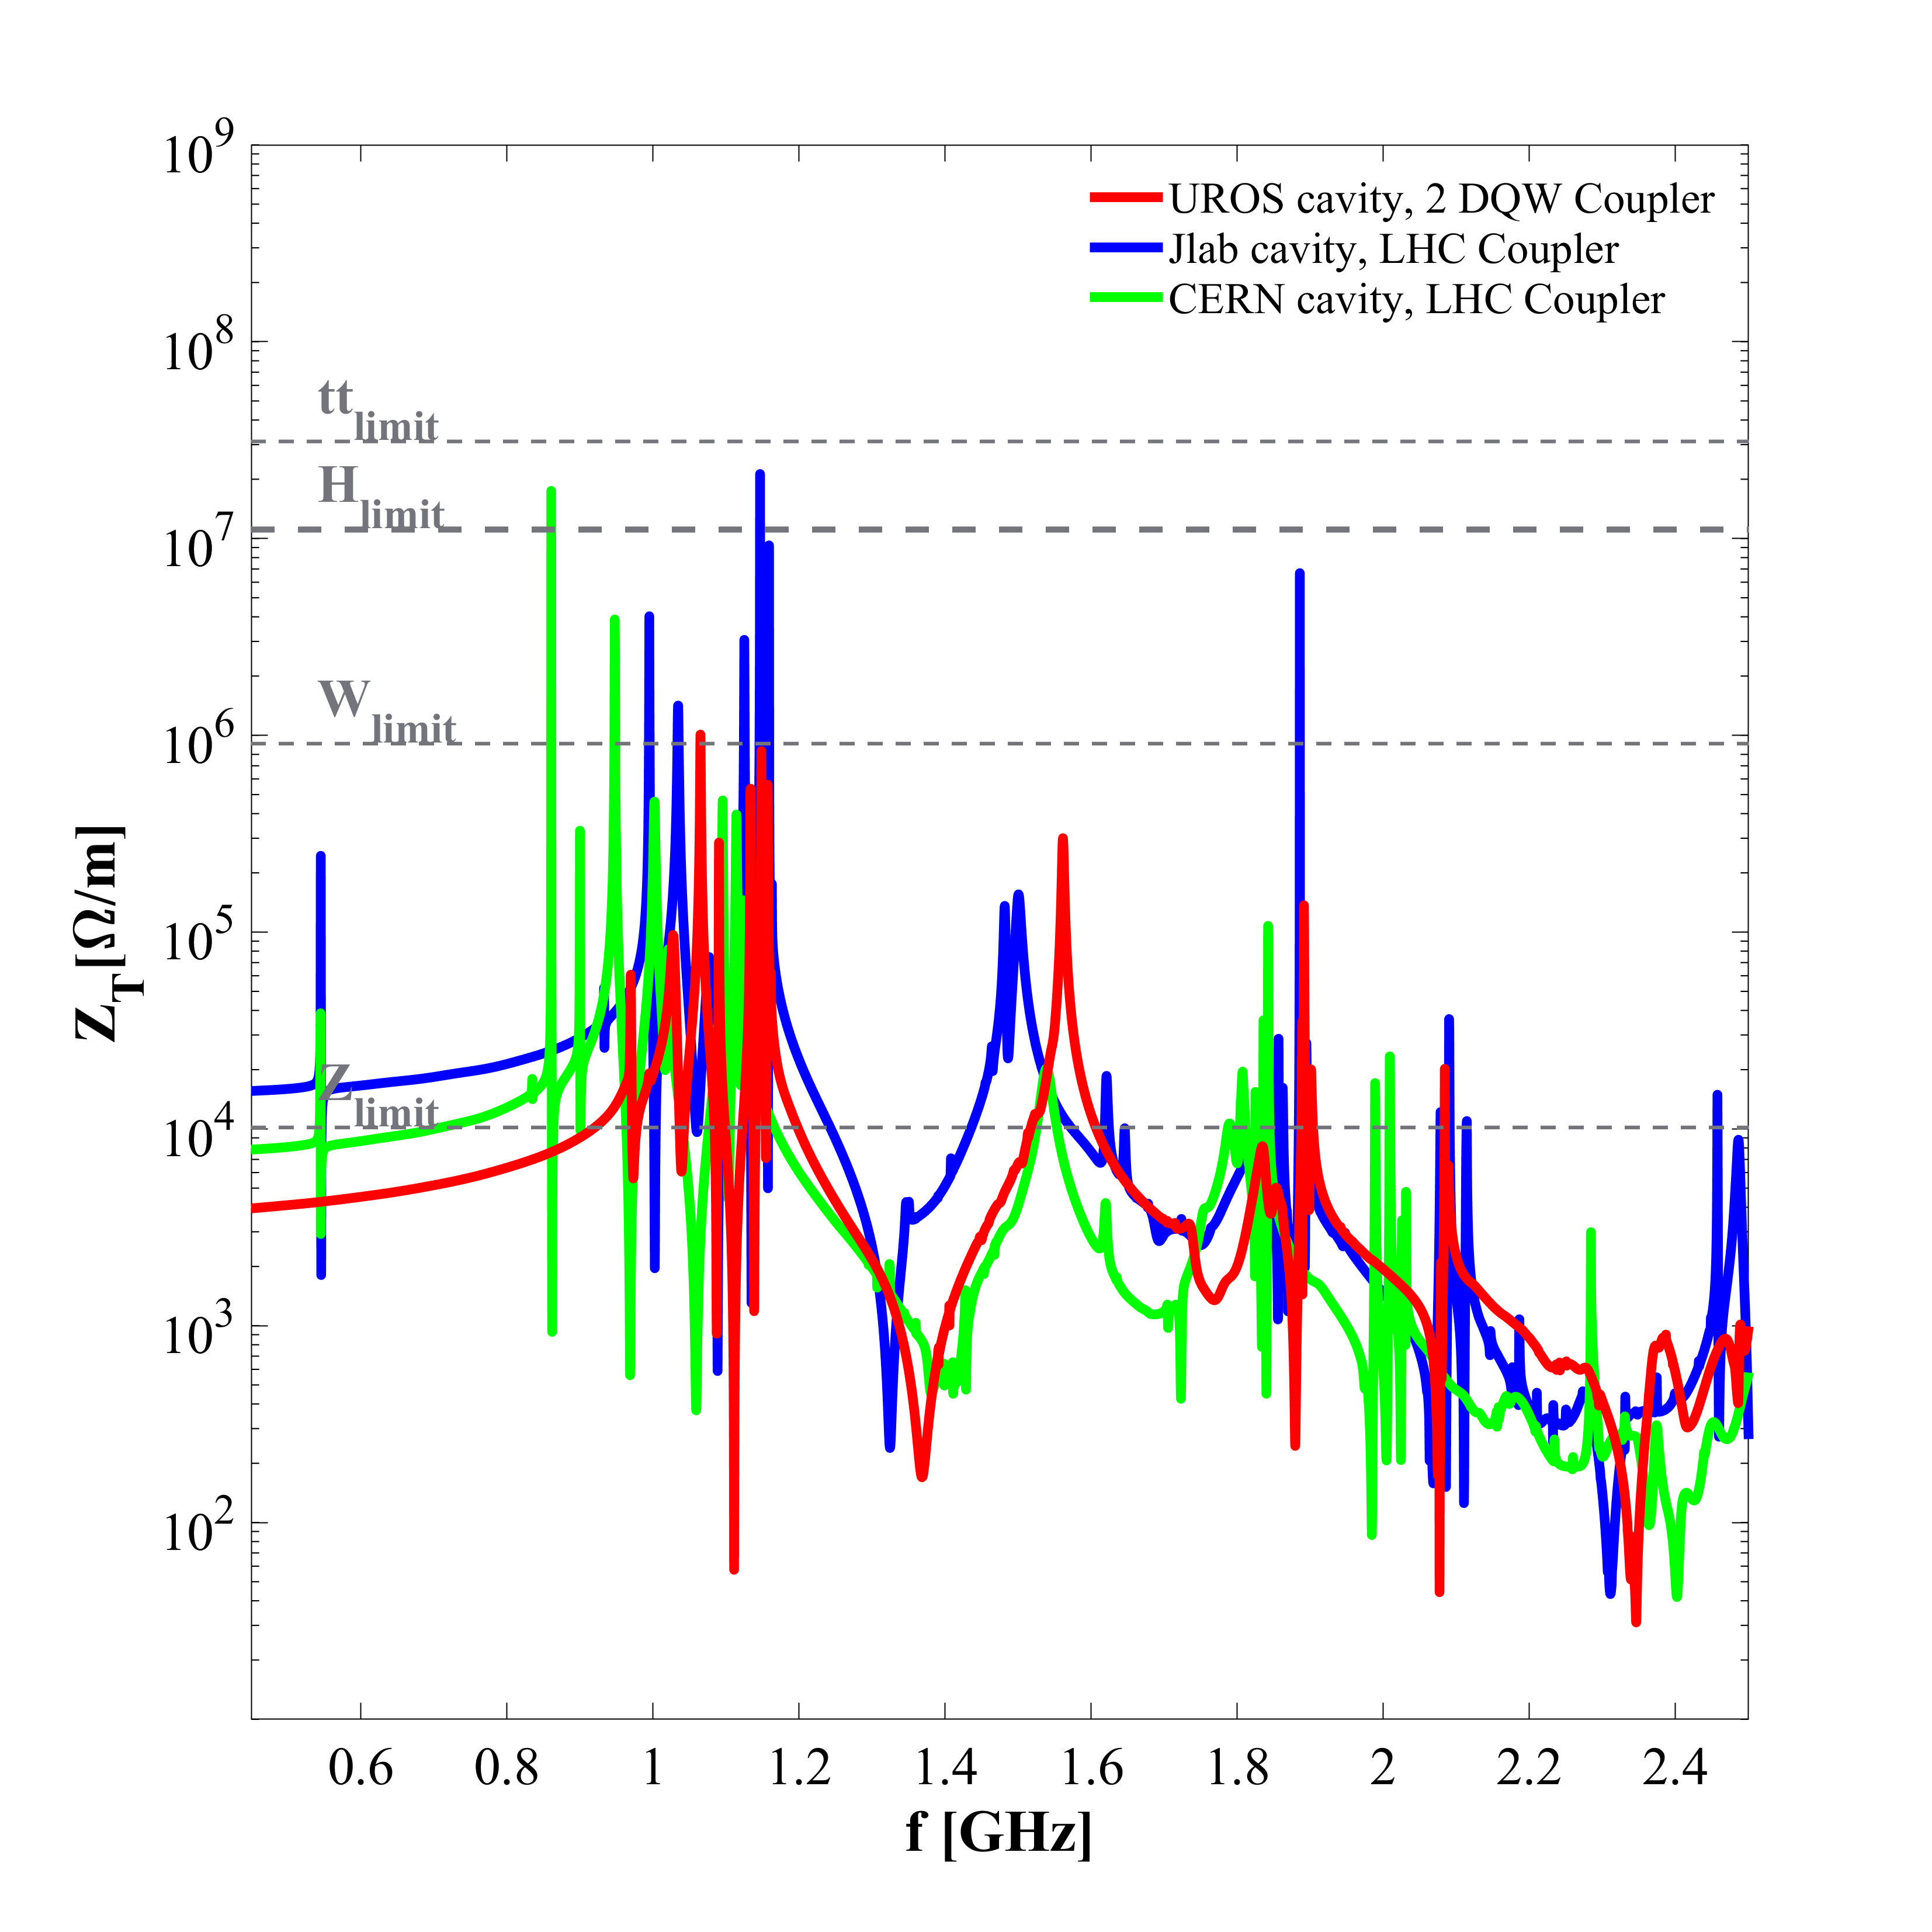 10^9
10^8
10^7
10^6
10^5
10^4
10^3
10^2
Z_T[Ω/m]
UROS cavity, 2 DQW Coupler
Jlab cavity, LHC Coupler
CERN cavity, LHC Coupler
tt_limit
H_limit
W_limit
Z_limit
0.6 0.8 1 1.2 1.4 1.6 1.8 2 2.2 2.4
f [GHz]